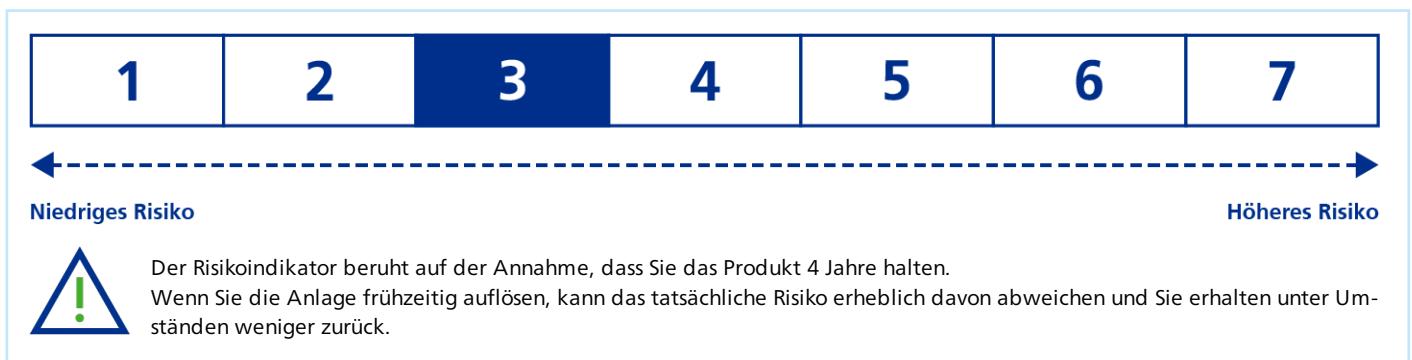 1 2 3 4 5 6 7
Niedriges Risiko Höheres Risiko
Der Risikoindikator beruht auf der Annahme, dass Sie das Produkt 4 Jahre halten.
Wenn Sie die Anlage frühzeitig auflösen, kann das tatsächliche Risiko erheblich davon abweichen und Sie erhalten unter Um-
ständen weniger zurück.